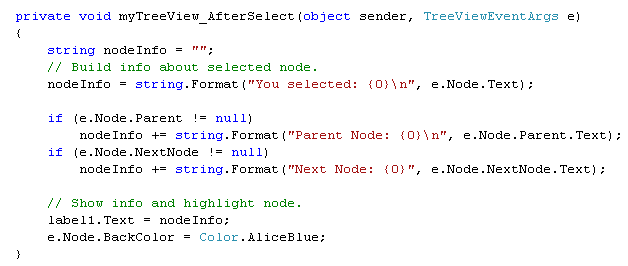 private void myTreeView_AfterSelect(object sender, TreeViewEventArgs e)
{
    string nodeInfo = "";
    // Build info about selected node.
    nodeInfo = string.Format("You selected: {0}\n", e.Node.Text);

    if (e.Node.Parent != null)
        nodeInfo += string.Format("Parent Node: {0}\n", e.Node.Parent.Text);
    if (e.Node.NextNode != null)
        nodeInfo += string.Format("Next Node: {0}", e.Node.NextNode.Text);

    // Show info and highlight node.
    label1.Text = nodeInfo;
    e.Node.BackColor = Color.AliceBlue;
}